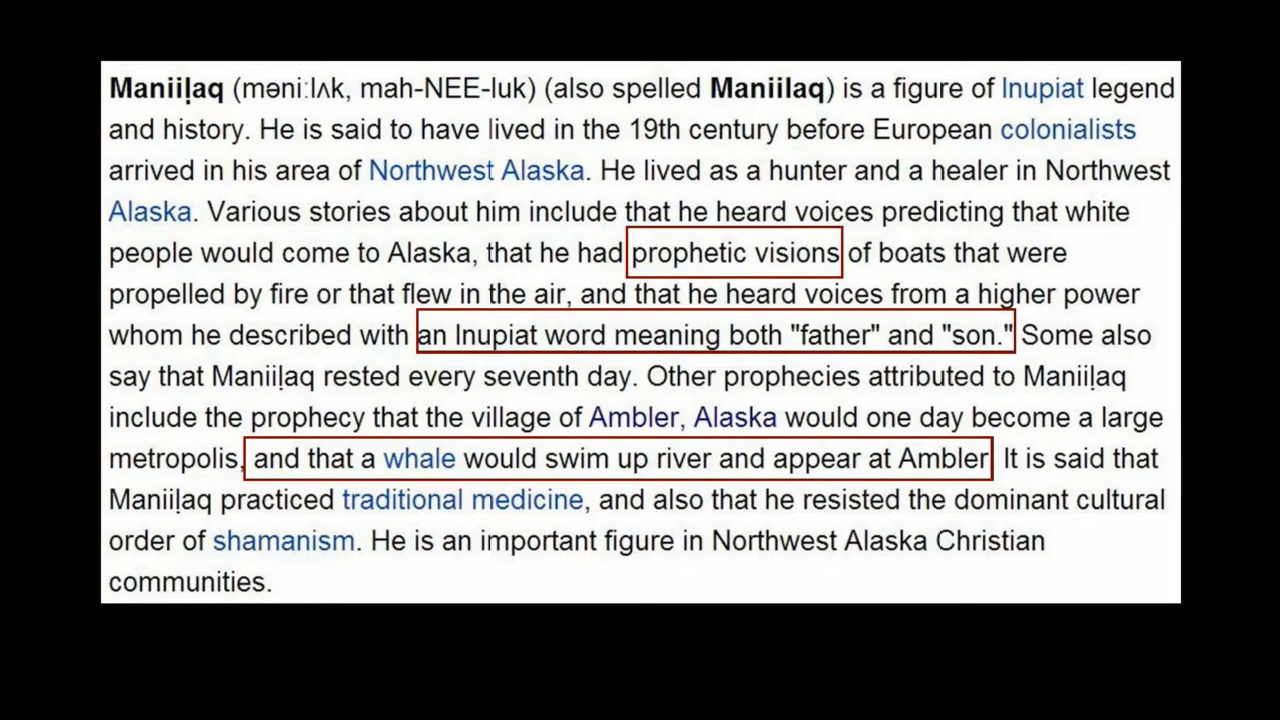 Maniiḷaq (məniːlʌk, mah-NEE-luk) (also spelled Maniilaq) is a figure of Inupiat legend
and history. He is said to have lived in the 19th century before European colonialists
arrived in his area of Northwest Alaska. He lived as a hunter and a healer in Northwest
Alaska. Various stories about him include that he heard voices predicting that white
people would come to Alaska, that he had prophetic visions of boats that were
propelled by fire or that flew in the air, and that he heard voices from a higher power
whom he described with an Inupiat word meaning both "father" and "son." Some also
say that Maniiḷaq rested every seventh day. Other prophecies attributed to Maniiḷaq
include the prophecy that the village of Ambler, Alaska would one day become a large
metropolis, and that a whale would swim up river and appear at Ambler. It is said that
Maniiḷaq practiced traditional medicine, and also that he resisted the dominant cultural
order of shamanism. He is an important figure in Northwest Alaska Christian
communities.